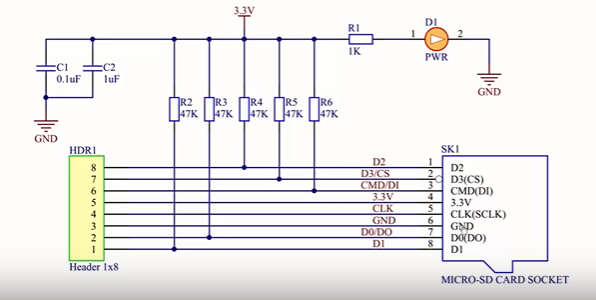 3.3V
R1
1K
D1
1
2
PWR
GND
C1
0.1uF
C2
1uF
GND
R2
47K
R3
47K
R4
47K
R5
47K
R6
47K
HDR1
8
7
6
5
4
3
2
1
Header 1x8
D2
D3/CS
CMD/DI
3.3V
CLK
GND
D0/DO
D1
1
2
3
4
5
6
7
8
SK1
D2
D3(CS)
CMD(DI)
3.3V
CLK(SCLK)
GND
D0(DO)
D1
MICRO-SD CARD SOCKET